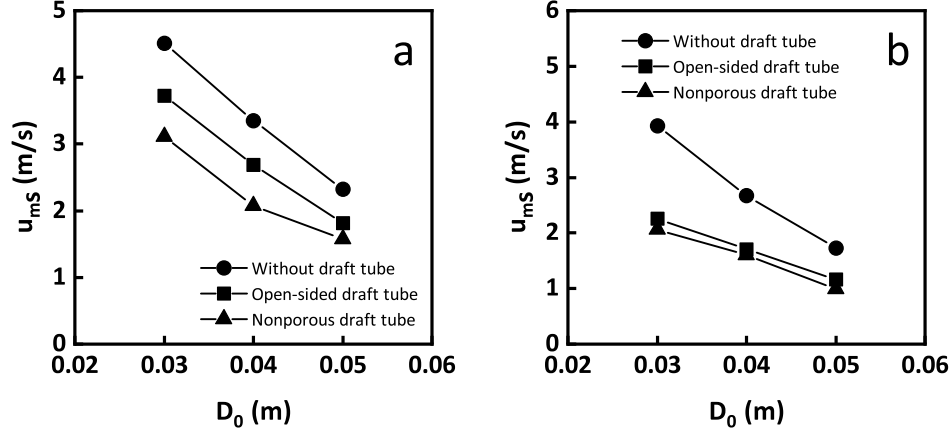 5
4
3
2
1
0
u_ms (m/s)
a
Without draft tube
Open-sided draft tube
Nonporous draft tube
0.02 0.03 0.04 0.05 0.06
D_0 (m)
6
5
4
3
2
1
0
u_ms (m/s)
b
Without draft tube
Open-sided draft tube
Nonporous draft tube
0.02 0.03 0.04 0.05 0.06
D_0 (m)